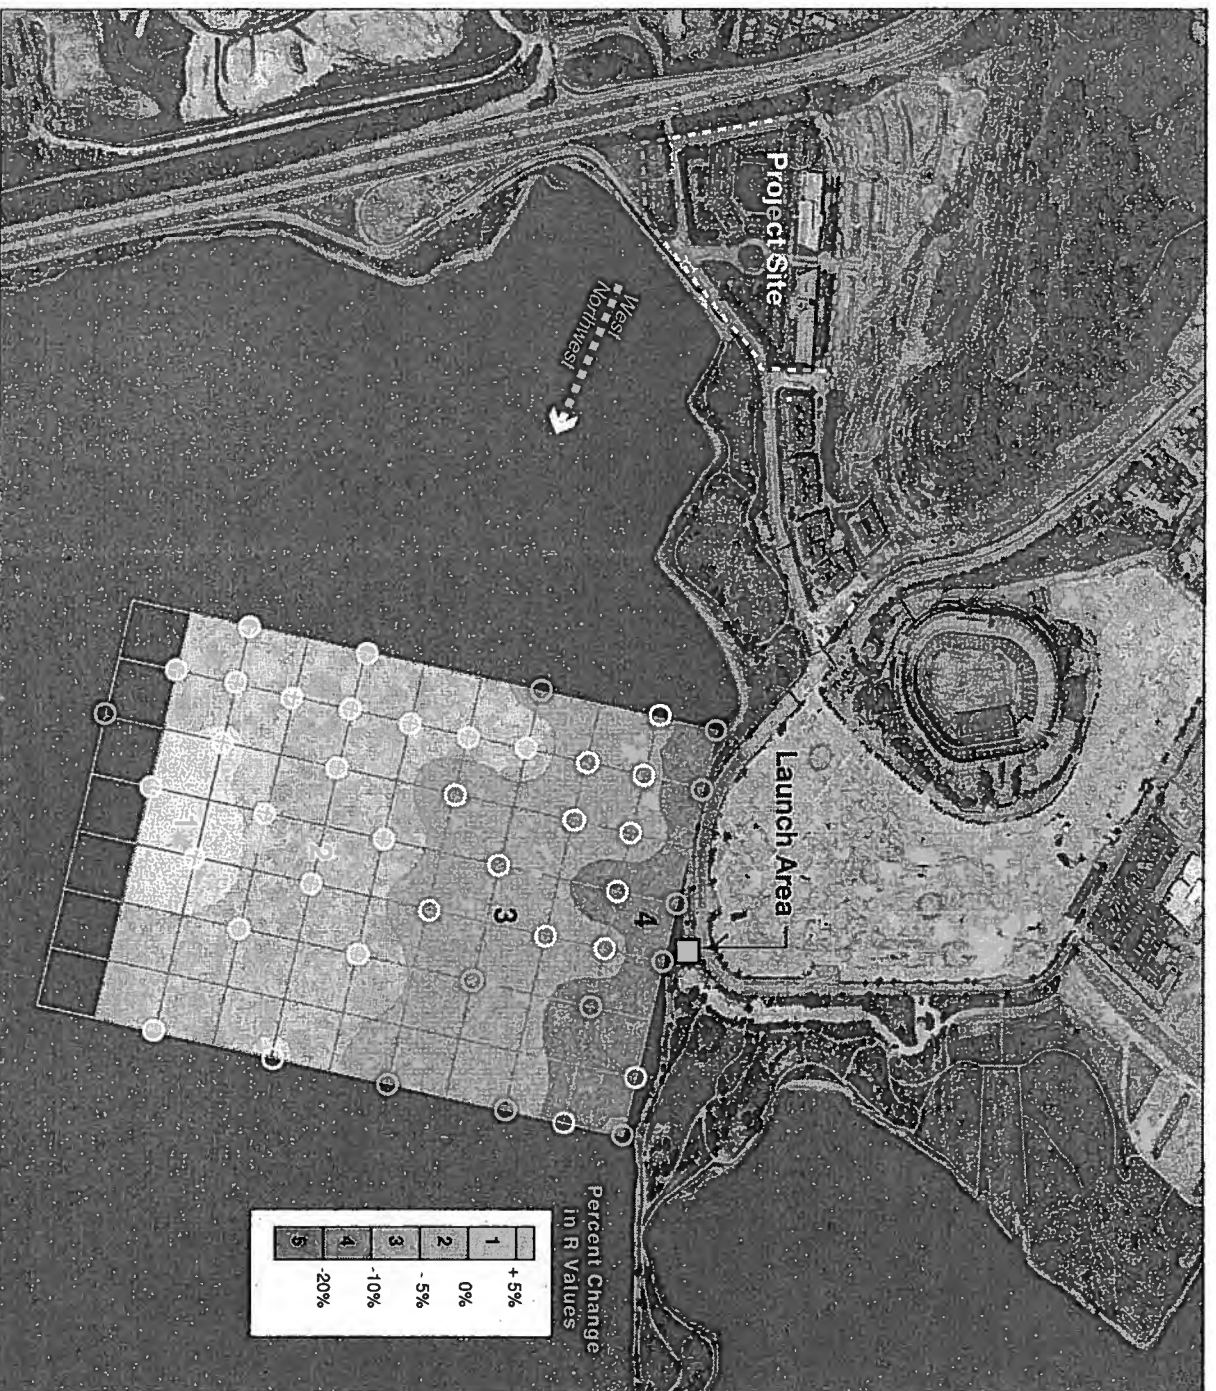 Project Site
West
Northwest
Launch Area
1
2
3
4
Percent Change
in R Values
5
4
3
2
1
-20%
-10%
- 5%
0%
+ 5%